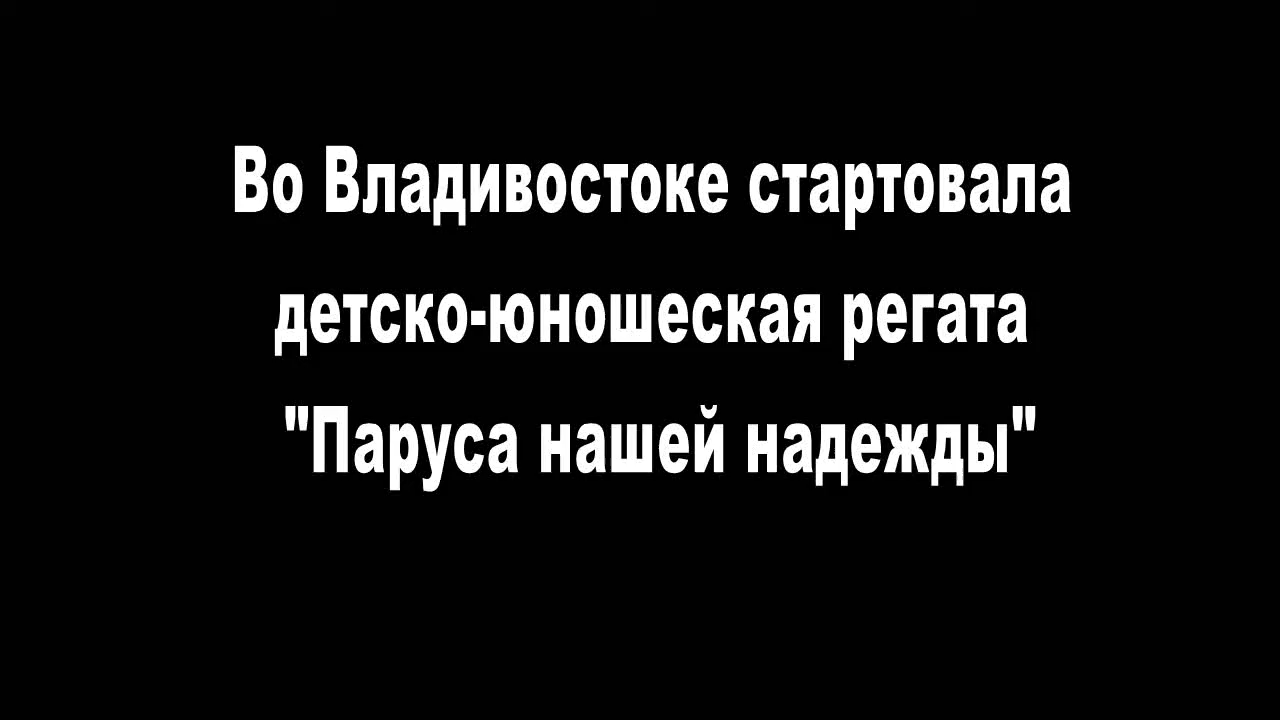 Во Владивостоке стартовала
детско-юношеская регата
"Паруса нашей надежды"